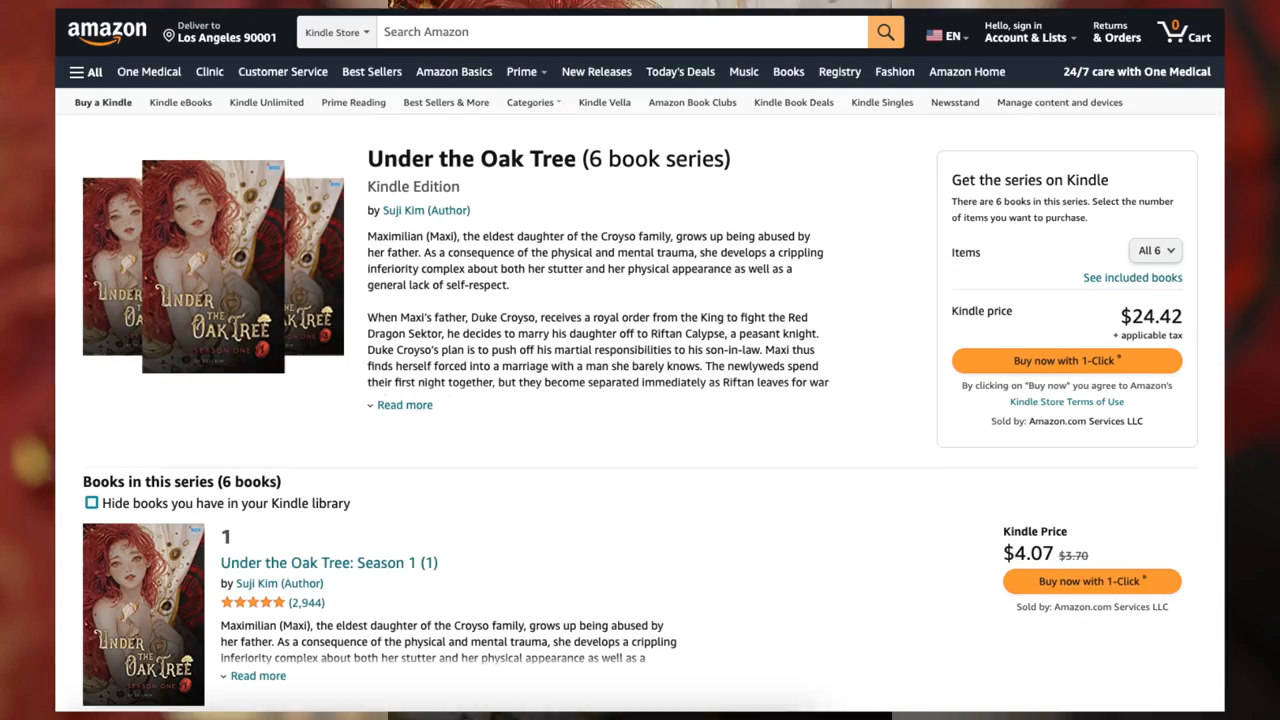 amazon
Deliver to
Los Angeles 90001
Kindle Store
Search Amazon
EN
Hello, sign in
Account & Lists
Returns
& Orders
0
Cart
All
One Medical
Clinic
Customer Service
Best Sellers
Amazon Basics
Prime
New Releases
Today's Deals
Music
Books
Registry
Fashion
Amazon Home
24/7 care with One Medical
Buy a Kindle
Kindle eBooks
Kindle Unlimited
Prime Reading
Best Sellers & More
Categories
Kindle Vella
Amazon Book Clubs
Kindle Book Deals
Kindle Singles
Newsstand
Manage content and devices
UNDER
THE
OAK TREE
SEASON ONE 1
3
Under the Oak Tree (6 book series)
Kindle Edition
by Suji Kim (Author)
Maximilian (Maxi), the eldest daughter of the Croyso family, grows up being abused by
her father. As a consequence of the physical and mental trauma, she develops a crippling
inferiority complex about both her stutter and her physical appearance as well as a
general lack of self-respect.
When Maxi's father, Duke Croyso, receives a royal order from the King to fight the Red
Dragon Sektor, he decides to marry his daughter off to Riftan Calypse, a peasant knight.
Duke Croyso's plan is to push off his martial responsibilities to his son-in-law. Maxi thus
finds herself forced into a marriage with a man she barely knows. The newlyweds spend
their first night together, but they become separated immediately as Riftan leaves for war
Read more
Get the series on Kindle
There are 6 books in this series. Select the number
of items you want to purchase.
Items
All 6
See included books
Kindle price
$24.42
+ applicable tax
Buy now with 1-Click ®
By clicking on "Buy now" you agree to Amazon's
Kindle Store Terms of Use
Sold by: Amazon.com Services LLC
Books in this series (6 books)
Hide books you have in your Kindle library
UNDER
THE
OAK TREE
SEASON ONE 1
1
Under the Oak Tree: Season 1 (1)
by Suji Kim (Author)
(2,944)
Maximilian (Maxi), the eldest daughter of the Croyso family, grows up being abused by
her father. As a consequence of the physical and mental trauma, she develops a crippling
inferiority complex about both her stutter and her physical appearance as well as a
Read more
Kindle Price
$4.07 $3.70
Buy now with 1-Click ®
Sold by: Amazon.com Services LLC